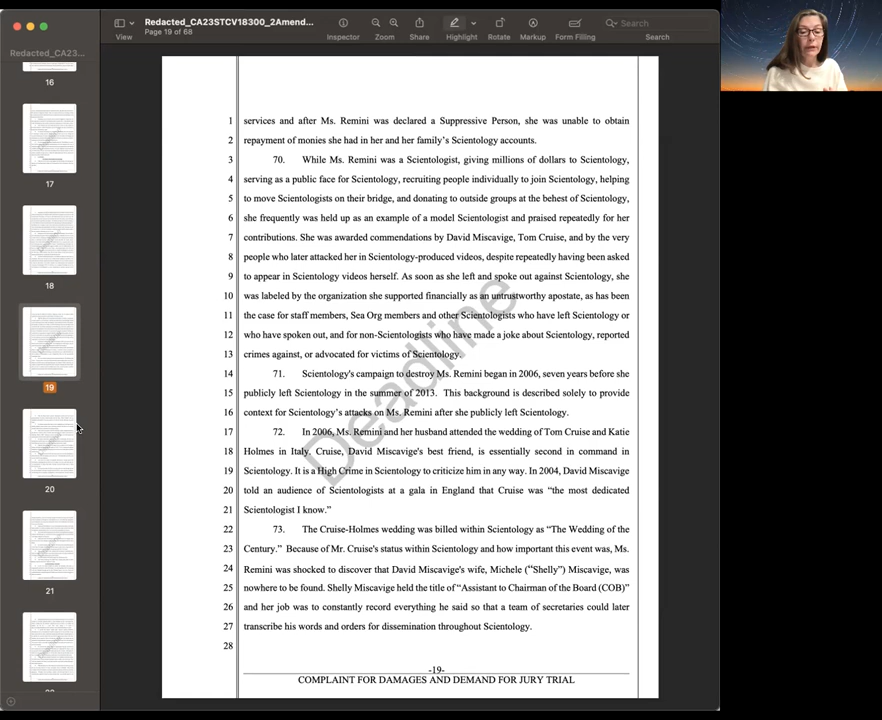 Redacted_CA23STCV18300_2Amend...
Page 19 of 68
View
Inspector
Zoom
Share
Highlight
Rotate
Markup
Form Filling
Search
Search
Redacted_CA23...
16
17
18
19
20
21
1 services and after Ms. Remini was declared a Suppressive Person, she was unable to obtain
2 repayment of monies she had in her and her family's Scientology accounts.
3 70. While Ms. Remini was a Scientologist, giving millions of dollars to Scientology,
4 serving as a public face for Scientology, recruiting people individually to join Scientology, helping
5 to move Scientologists on their bridge, and donating to outside groups at the behest of Scientology,
6 she frequently was held up as an example of a model Scientologist and praised repeatedly for her
7 contributions. She was awarded commendations by David Miscavige, Tom Cruise, and by the very
8 people who later attacked her in Scientology-produced videos, despite repeatedly having been asked
9 to appear in Scientology videos herself. As soon as she left and spoke out against Scientology, she
10 was labeled by the organization she supported financially as an untrustworthy apostate, as has been
11 the case for staff members, Sea Org members and other Scientologists who have left Scientology or
12 who have spoken out, and for non-Scientologists who have made a joke about Scientology, reported
13 crimes against, or advocated for victims of Scientology.
14 71. Scientology's campaign to destroy Ms. Remini began in 2006, seven years before she
15 publicly left Scientology in the summer of 2013. This background is described solely to provide
16 context for Scientology's attacks on Ms. Remini after she publicly left Scientology.
17 72. In 2006, Ms. Remini and her husband attended the wedding of Tom Cruise and Katie
18 Holmes in Italy. Cruise, David Miscavige's best friend, is essentially second in command in
19 Scientology. It is a High Crime in Scientology to criticize him in any way. In 2004, David Miscavige
20 told an audience of Scientologists at a gala in England that Cruise was "the most dedicated
21 Scientologist I know."
22 73. The Cruise-Holmes wedding was billed within Scientology as "The Wedding of the
23 Century." Because of Mr. Cruise's status within Scientology and how important this event was, Ms.
24 Remini was shocked to discover that David Miscavige's wife, Michele ("Shelly") Miscavige, was
25 nowhere to be found. Shelly Miscavige held the title of "Assistant to Chairman of the Board (COB)"
26 and her job was to constantly record everything he said so that a team of secretaries could later
27 transcribe his words and orders for dissemination throughout Scientology.
28
Deadline
-19-
COMPLAINT FOR DAMAGES AND DEMAND FOR JURY TRIAL